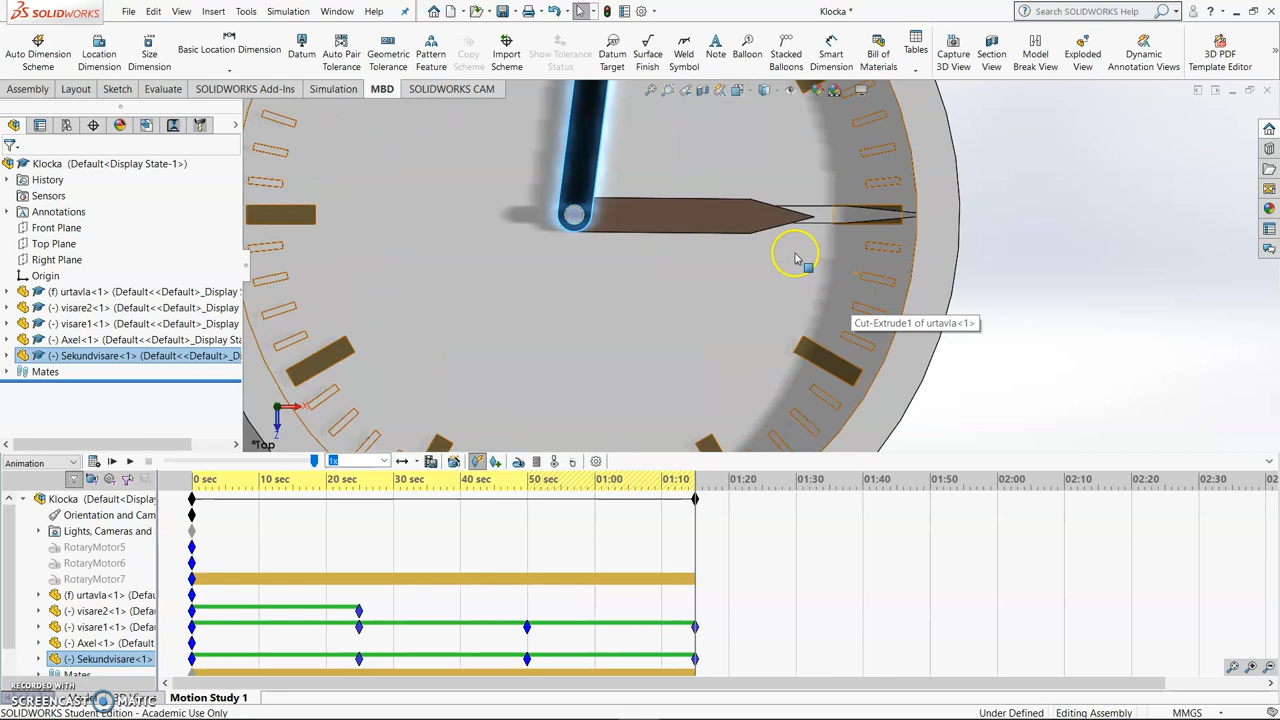 SOLIDWORKS File Edit View Insert Tools Simulation Window Help Klocka * Search SOLIDWORKS Help
Auto Dimension Scheme
Location Dimension
Size Dimension
Basic Location Dimension
Datum
Auto Pair Tolerance
Geometric Tolerance
Pattern Feature
Copy Scheme
Import Scheme
Show Tolerance Status
Datum Target
Surface Finish
Weld Symbol
Note
Balloon
Stacked Balloons
Smart Dimension
Bill of Materials
Tables
Capture 3D View
Section View
Model Break View
Exploded View
Dynamic Annotation Views
3D PDF Template Editor
Assembly Layout Sketch Evaluate SOLIDWORKS Add-Ins Simulation MBD SOLIDWORKS CAM
Klocka (Default<Display State-1>)
History
Sensors
Annotations
Front Plane
Top Plane
Right Plane
Origin
(f) urtavla<1> (Default<<Default>_Display
(-) visare2<1> (Default<<Default>_Display S
(-) visare1<1> (Default<<Default>_Display S
(-) Axel<1> (Default<<Default>_Display Sta
(-) Sekundvisare<1> (Default<<Default>_D
Mates
Cut-Extrude1 of urtavla<1>
X
Z
*Top
Animation 1x
0 sec 10 sec 20 sec 30 sec 40 sec 50 sec 01:00 01:10 01:20 01:30 01:40 01:50 02:00 02:10 02:20 02:30 02
Klocka (Default<Display
Orientation and Cam
Lights, Cameras and
RotaryMotor5
RotaryMotor6
RotaryMotor7
(f) urtavla<1> (Defau
(-) visare2<1> (Defa
(-) visare1<1> (Defa
(-) Axel<1> (Default
(-) Sekundvisare<1>
Mates
RECORDED WITH
SCREENCAST MATIC
Motion Study 1
SOLIDWORKS Student Edition - Academic Use Only Under Defined Editing Assembly MMGS